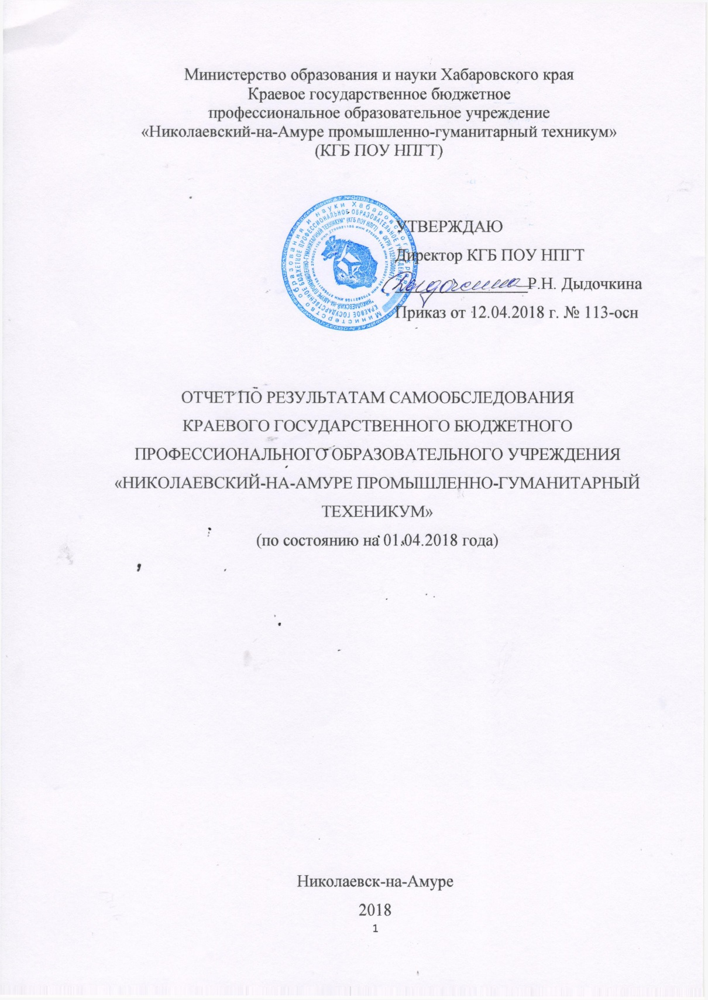 Министерство образования и науки Хабаровского края
Краевое государственное бюджетное
профессиональное образовательное учреждение
«Николаевский-на-Амуре промышленно-гуманитарный техникум»
(КГБ ПОУ НПГТ)
УТВЕРЖДАЮ
Директор КГБ ПОУ НПГТ
Р.Н. Дыдочкина
Приказ от 12.04.2018 г. № 113-осн
ОТЧЕТ ПО РЕЗУЛЬТАТАМ САМООБСЛЕДОВАНИЯ
КРАЕВОГО ГОСУДАРСТВЕННОГО БЮДЖЕТНОГО
ПРОФЕССИОНАЛЬНОГО ОБРАЗОВАТЕЛЬНОГО УЧРЕЖДЕНИЯ
«НИКОЛАЕВСКИЙ-НА-АМУРЕ ПРОМЫШЛЕННО-ГУМАНИТАРНЫЙ
ТЕХЕНИКУМ»
(по состоянию на 01.04.2018 года)
Николаевск-на-Амуре
2018
1